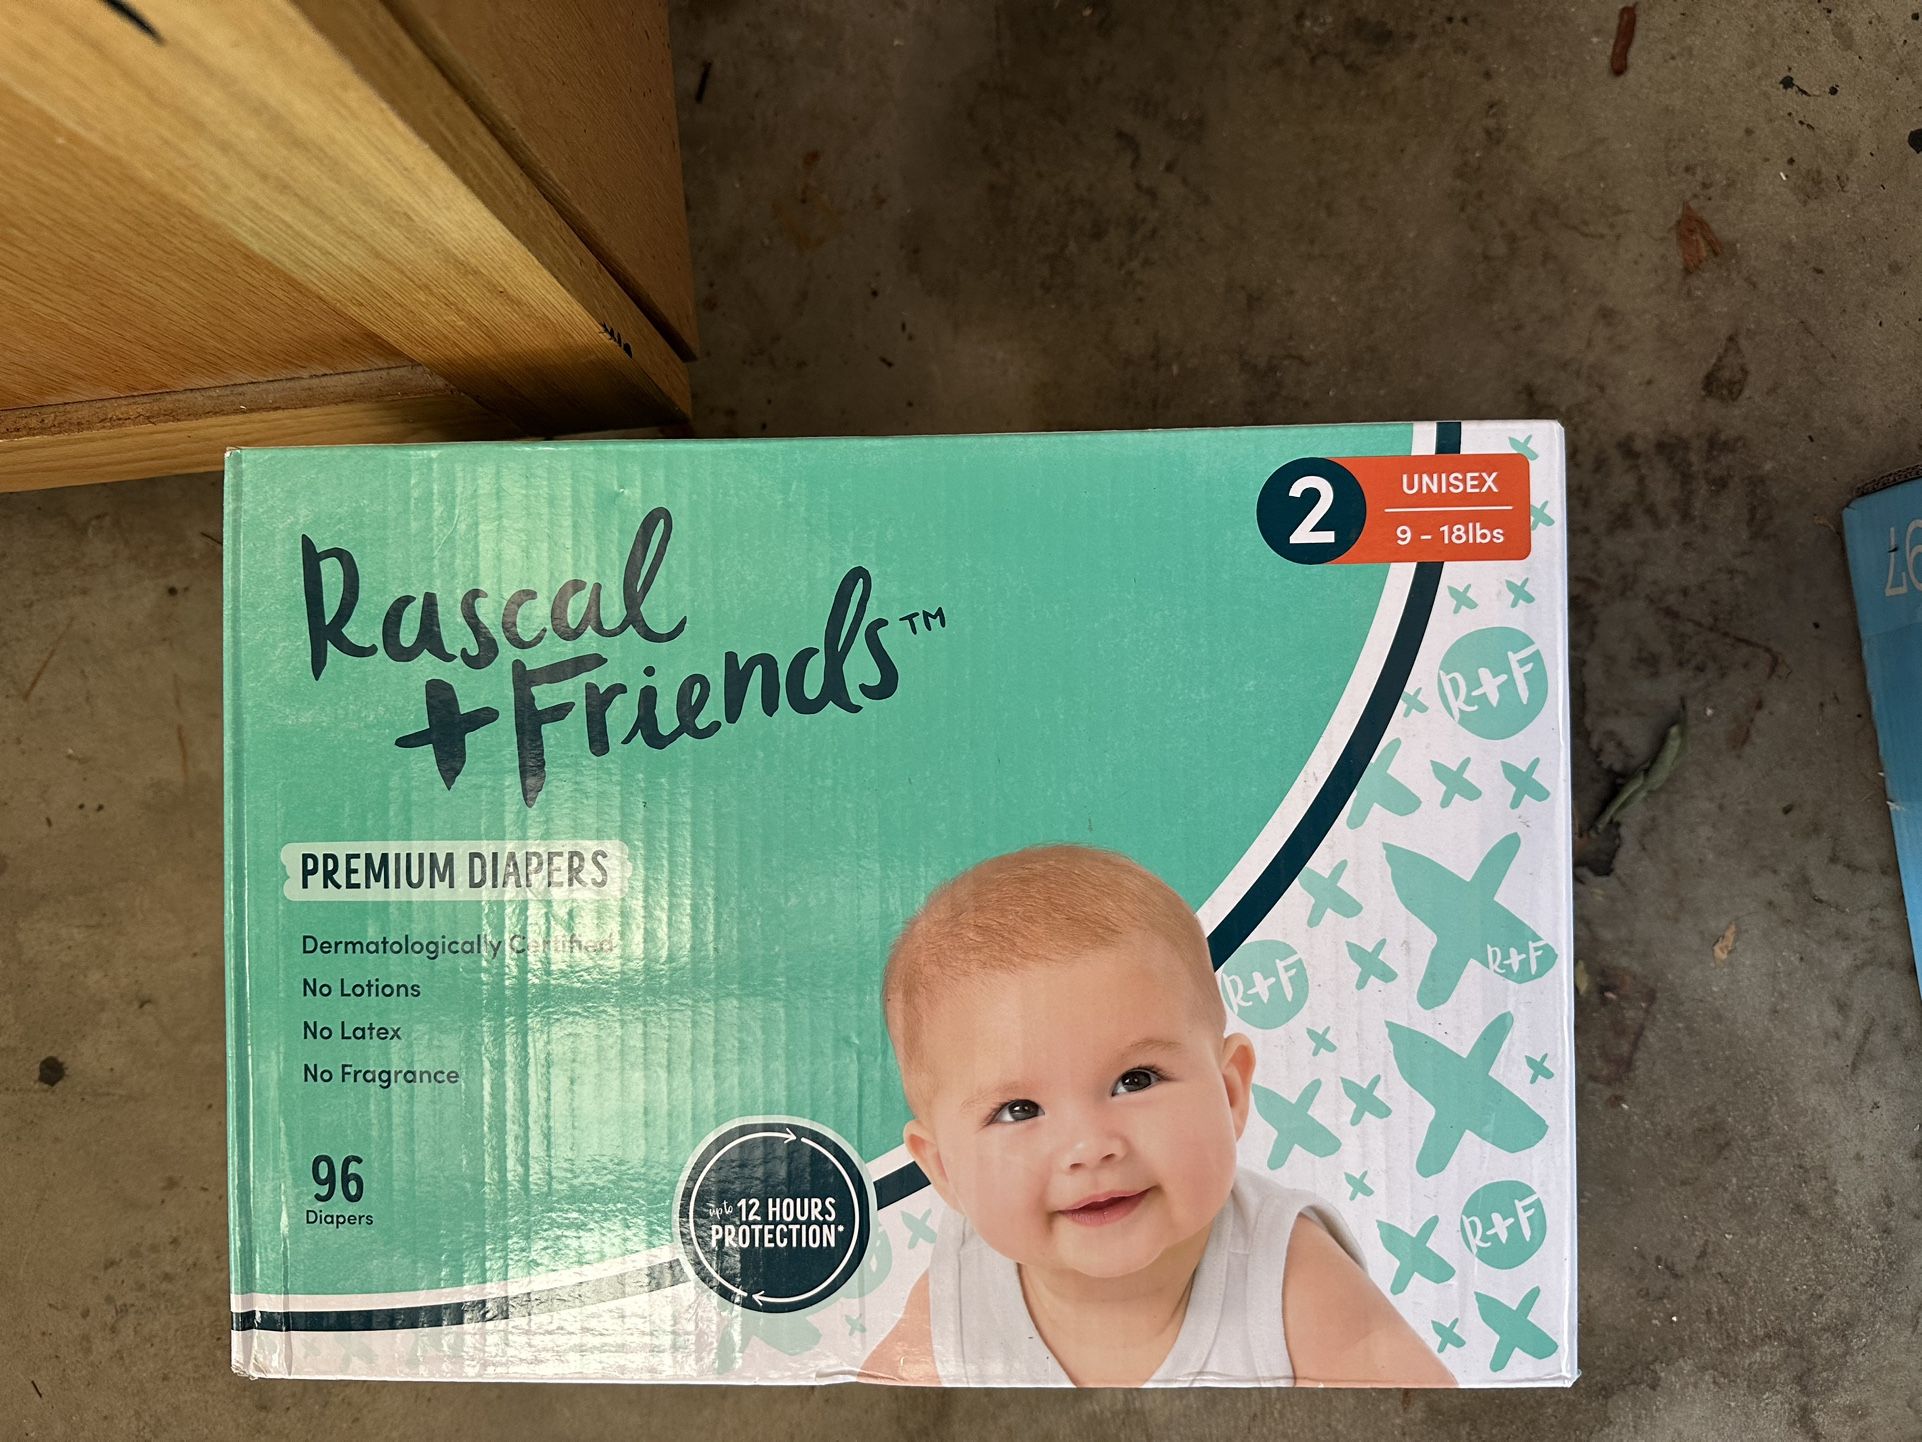 Rascal
+Friends™
2
UNISEX
9 - 18lbs
R+F
PREMIUM DIAPERS
Dermatologically Certified
No Lotions
No Latex
No Fragrance
R+F
R+F
96
Diapers
up to 12 HOURS
PROTECTION*
R+F
97